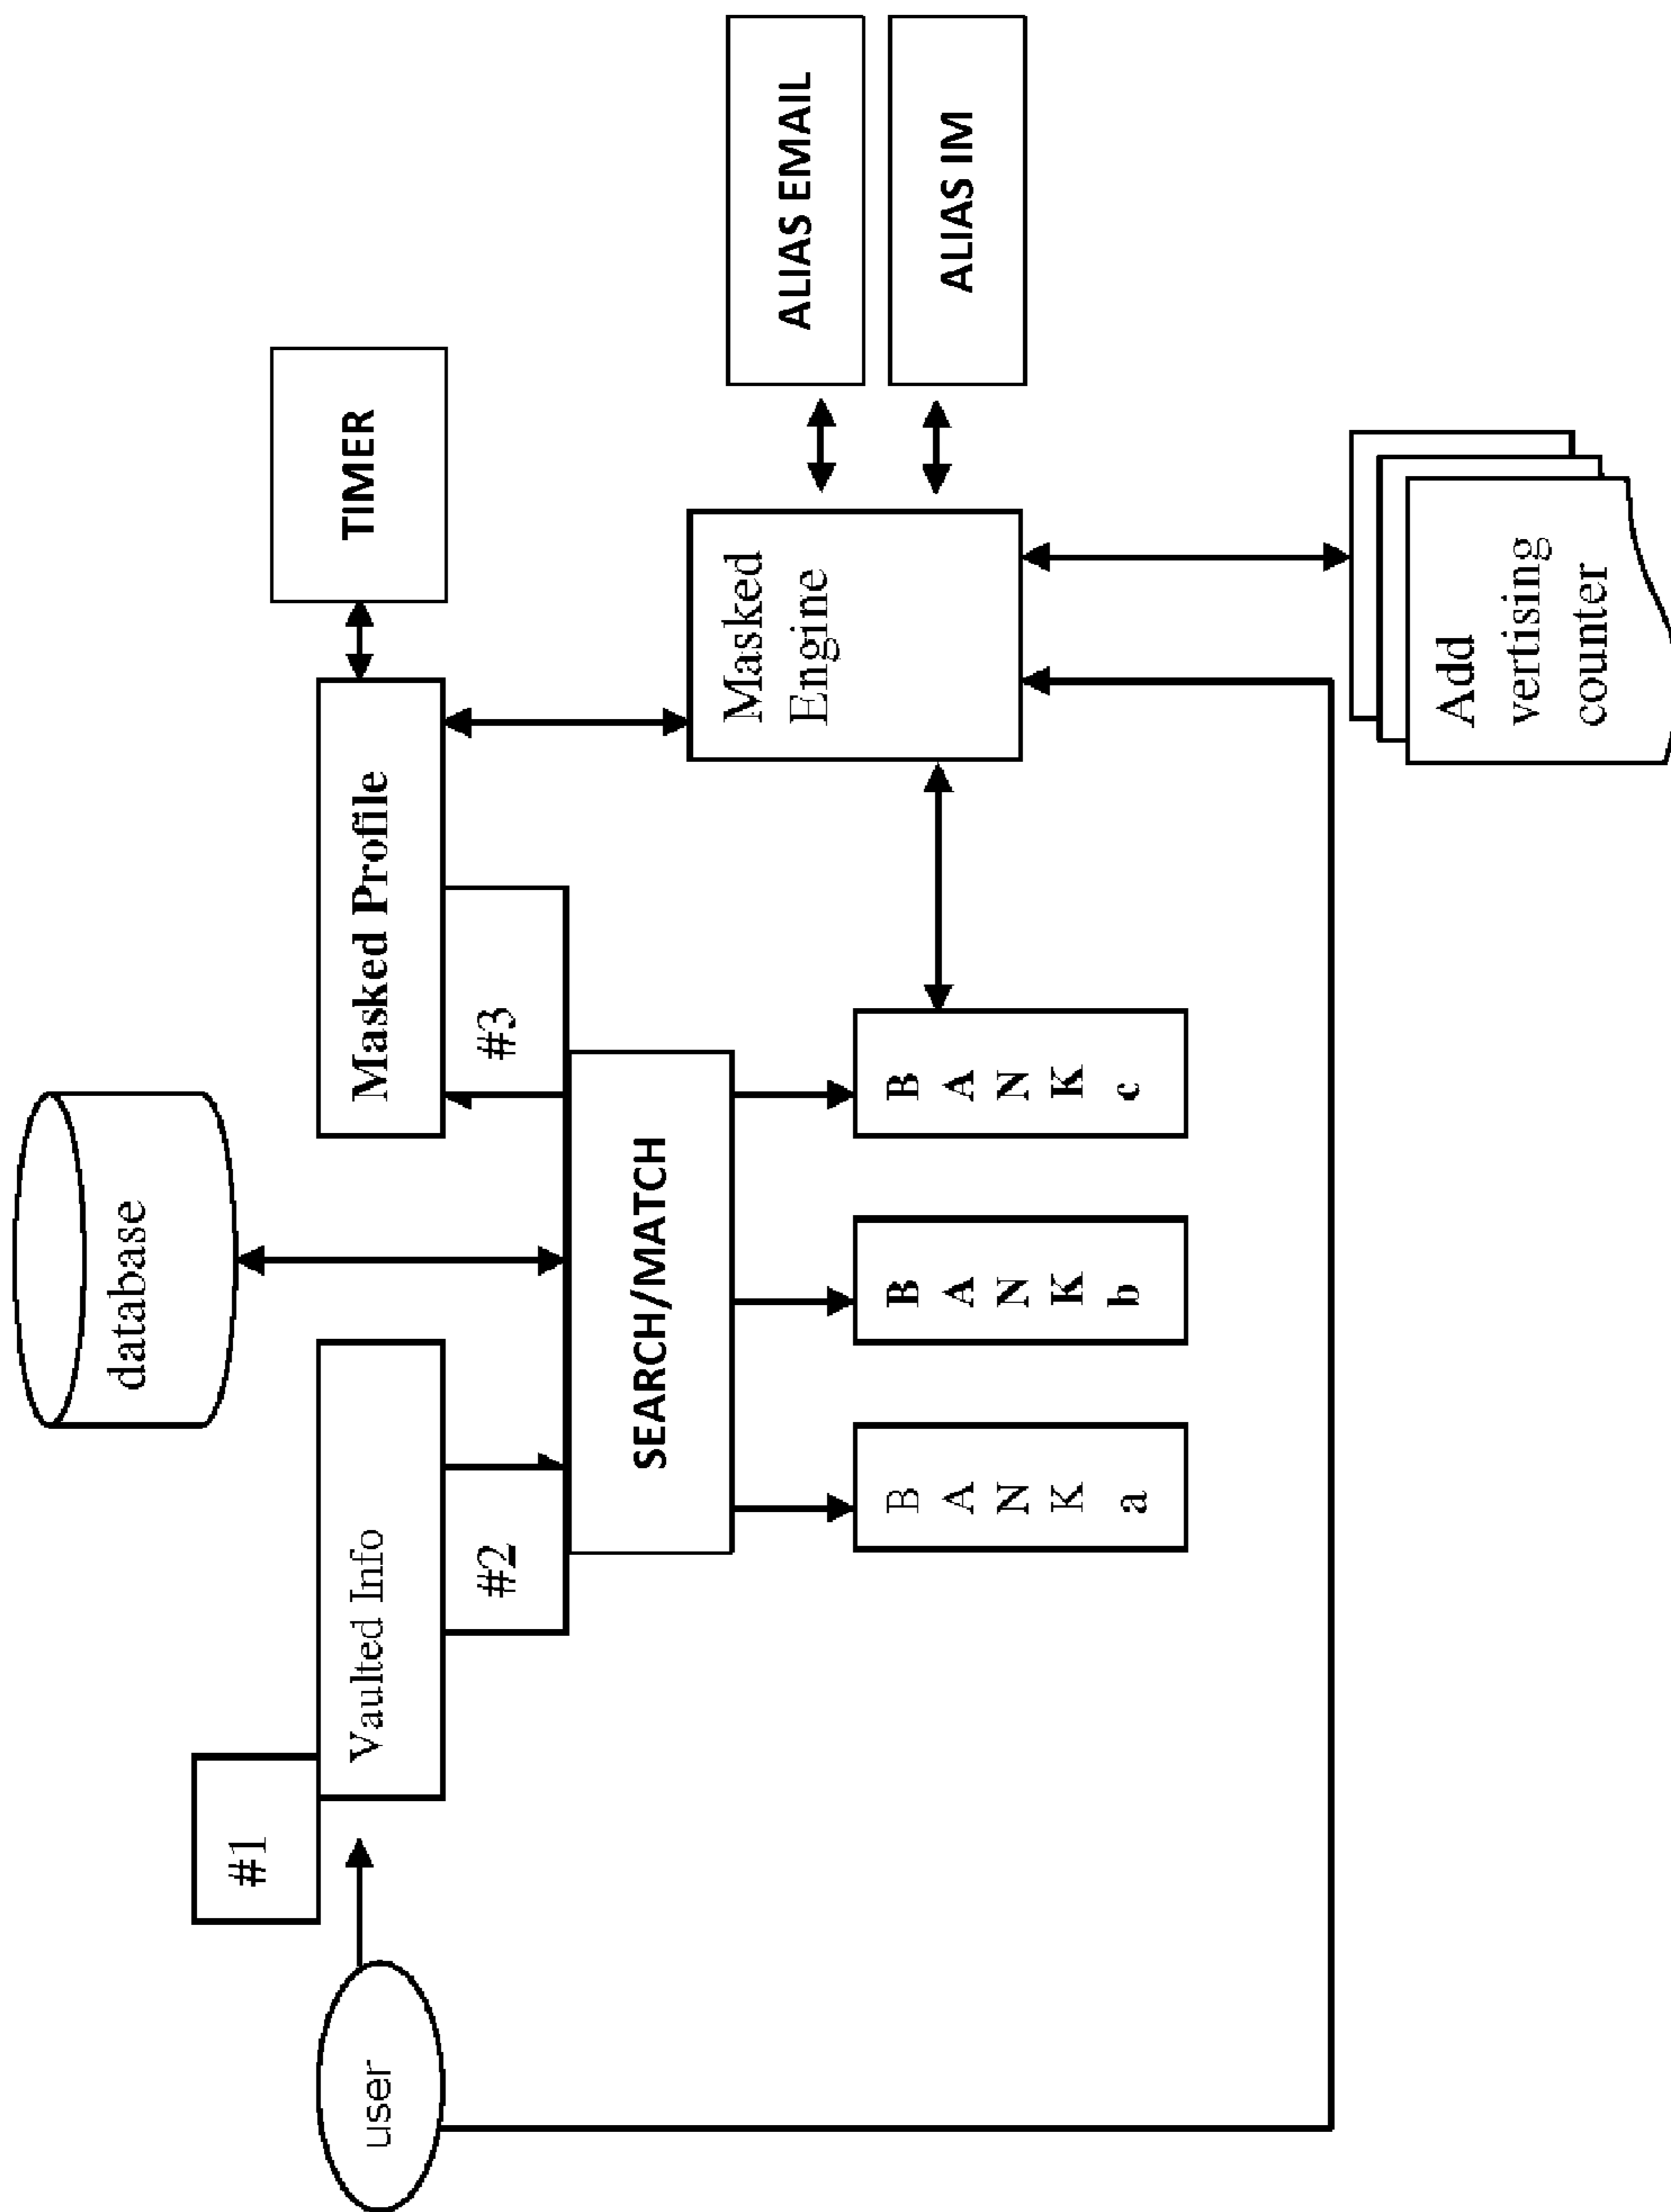 database
TIMER
#1
user
Vaulted Info
Masked Profile
#2
#3
SEARCH/MATCH
Masked
Engine
ALIAS EMAIL
ALIAS IM
B
A
N
K
a
B
A
N
K
b
B
A
N
K
c
Add
vertising
counter